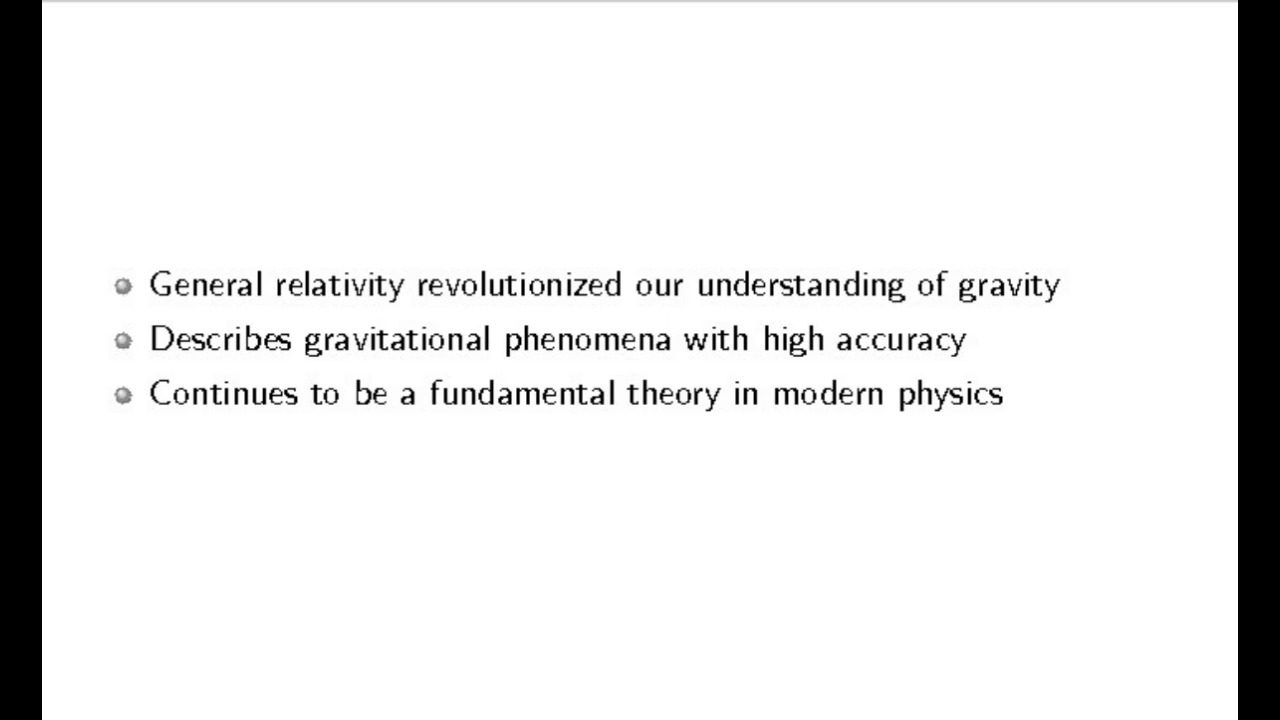 General relativity revolutionized our understanding of gravity
Describes gravitational phenomena with high accuracy
Continues to be a fundamental theory in modern physics